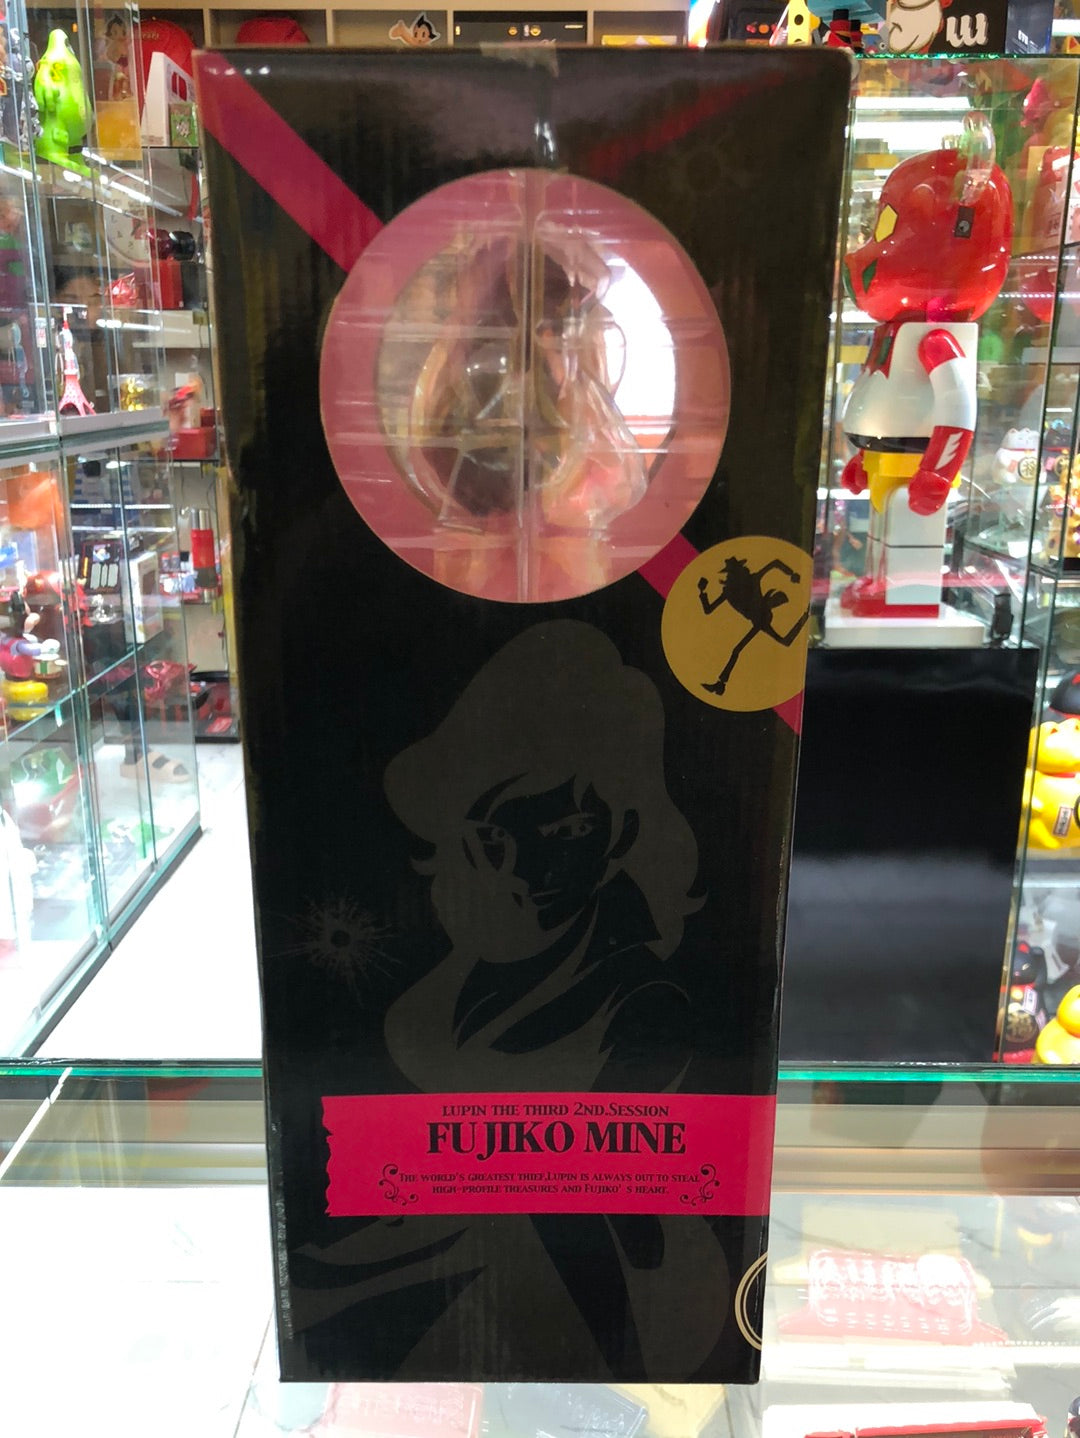 LUPIN THE THIRD 2ND.SESSION
FUJIKO MINE
THE WORLD'S GREATEST THIEF,LUPIN IS ALWAYS OUT TO STEAL
HIGH-PROFILE TREASURES AND FUJIKO' S HEART.